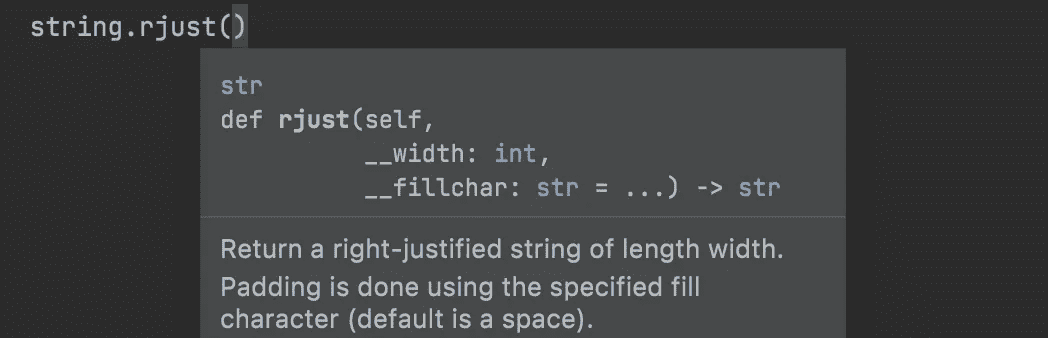 string.rjust()
str
def rjust(self,
__width: int,
__fillchar: str = ...) -> str
Return a right-justified string of length width.
Padding is done using the specified fill
character (default is a space).